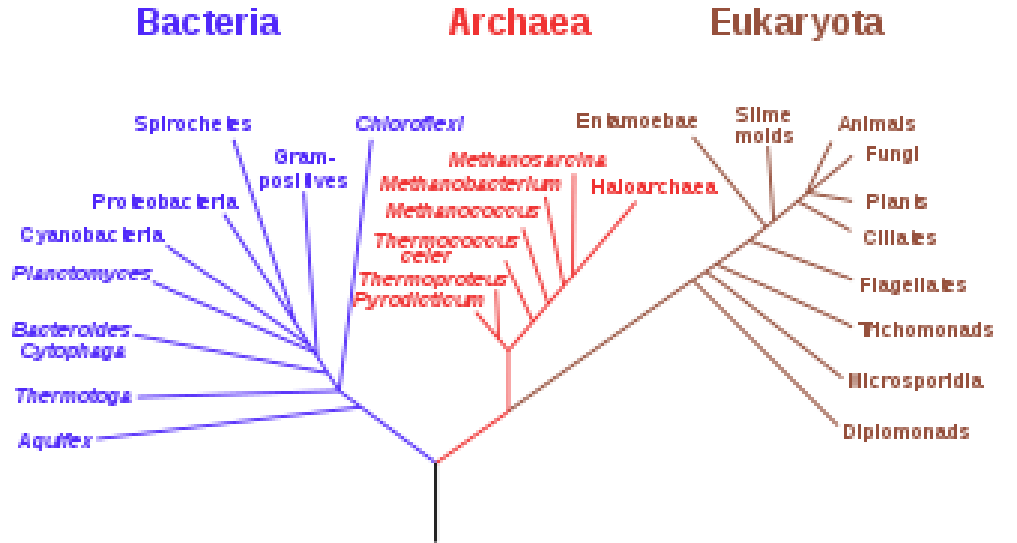 Bacteria
Archaea
Eukaryota
Spirochetes
Chloroflexi
Gram-
positives
Proteobacteria
Cyanobacteria
Planctomyces
Bacteroides
Cytophaga
Thermotoga
Aquifex
Methanosarcina
Methanobacterium
Haloarchaea
Methanococcus
Thermococcus
celer
Thermoproteus
Pyrodicticum
Entamoebae
Slime
molds
Animals
Fungi
Plants
Ciliates
Flagellates
Trichomonads
Microsporidia
Diplomonads